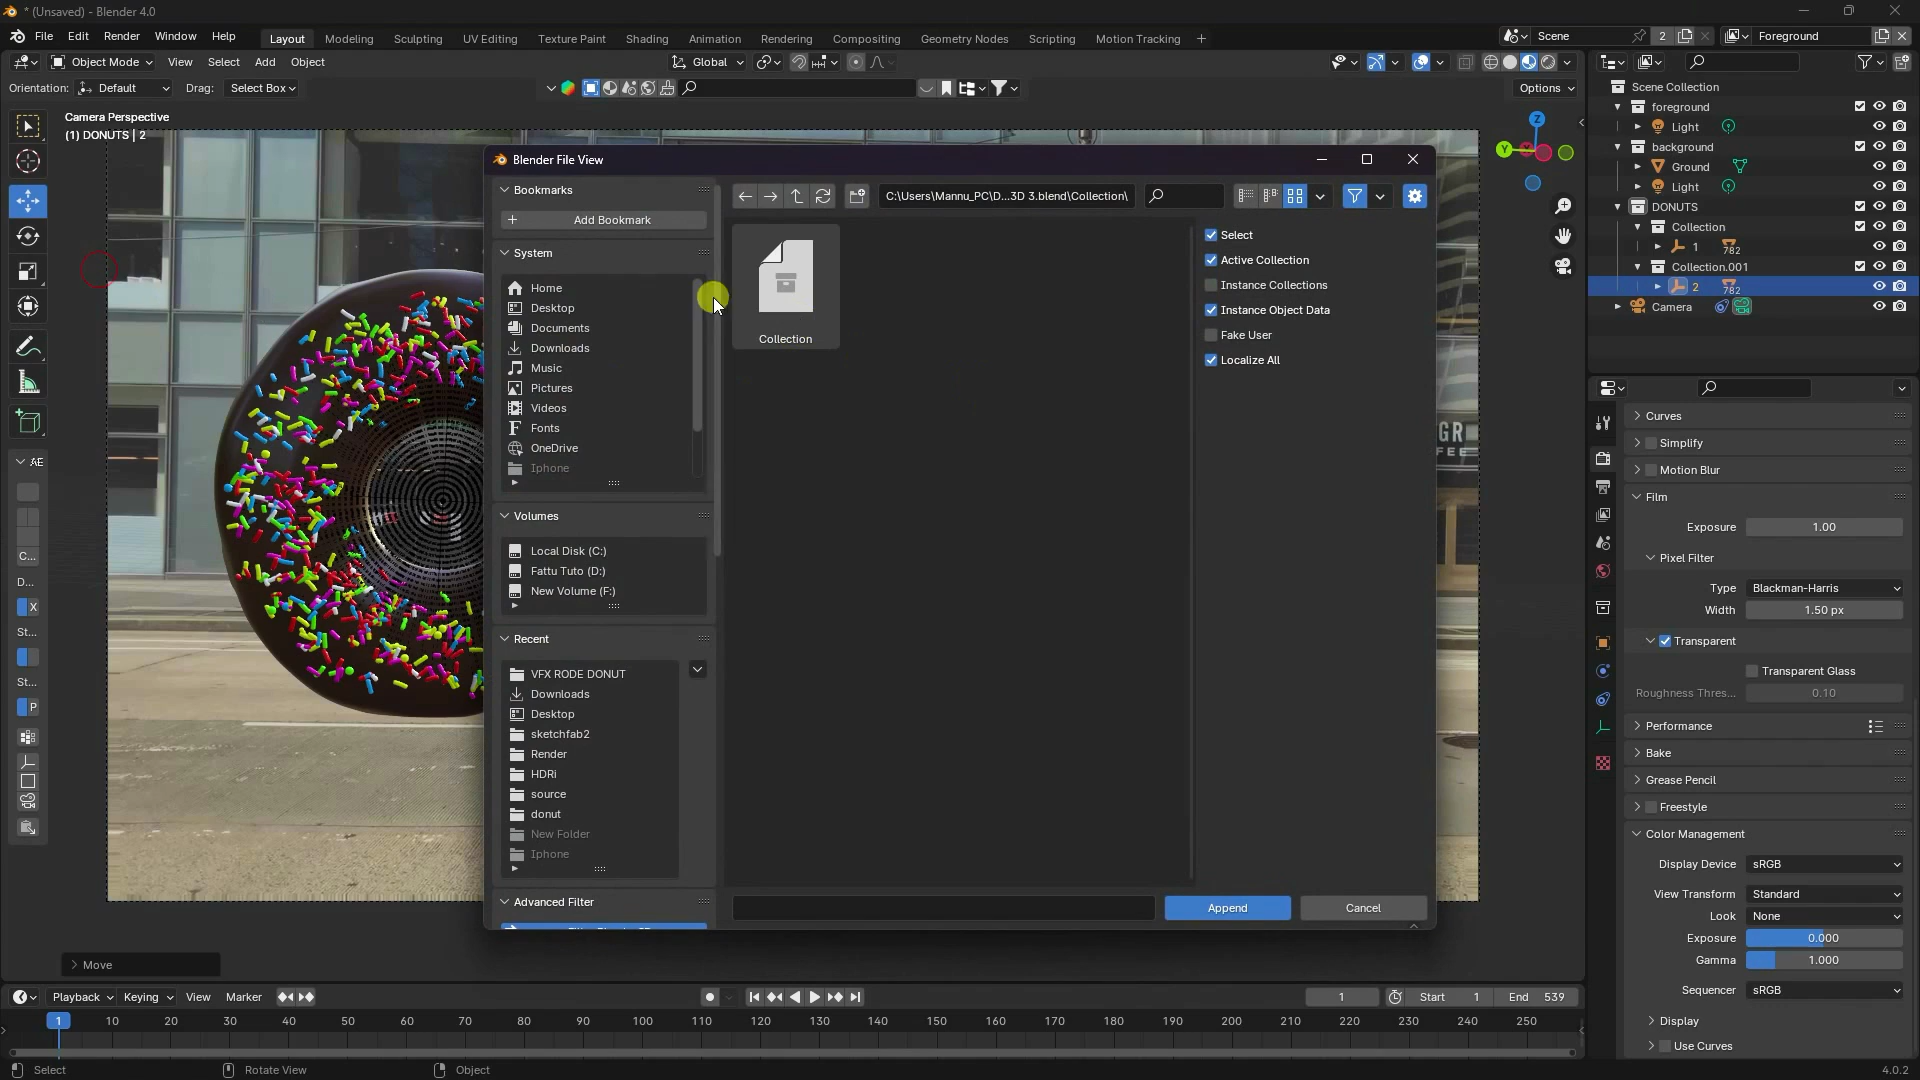 * (Unsaved) - Blender 4.0
File Edit Render Window Help
Layout Modeling Sculpting UV Editing Texture Paint Shading Animation Rendering Compositing Geometry Nodes Scripting Motion Tracking +
Scene 2 Foreground
Object Mode View Select Add Object
Global
Orientation: Default Drag: Select Box
Options
Camera Perspective
(1) DONUTS | 2
Z
Y
Scene Collection
foreground
Light
background
Ground
Light
DONUTS
Collection
1 782
Collection.001
2 782
Camera
Blender File View
Bookmarks
+ Add Bookmark
System
Home
Desktop
Documents
Downloads
Music
Pictures
Videos
Fonts
OneDrive
Iphone
Volumes
Local Disk (C:)
Fattu Tuto (D:)
New Volume (F:)
Recent
VFX RODE DONUT
Downloads
Desktop
sketchfab2
Render
HDRi
source
donut
New Folder
Iphone
Advanced Filter
C:\Users\Mannu_PC\D...3D 3.blend\Collection\
Collection
Select
Active Collection
Instance Collections
Instance Object Data
Fake User
Localize All
Append Cancel
AE
C...
D...
X
St...
St...
P
GR
FEE
Curves
Simplify
Motion Blur
Film
Exposure 1.00
Pixel Filter
Type Blackman-Harris
Width 1.50 px
Transparent
Transparent Glass
Roughness Thres... 0.10
Performance
Bake
Grease Pencil
Freestyle
Color Management
Display Device sRGB
View Transform Standard
Look None
Exposure 0.000
Gamma 1.000
Sequencer sRGB
Display
Use Curves
Move
Playback Keying View Marker
1 Start 1 End 539
1 10 20 30 40 50 60 70 80 90 100 110 120 130 140 150 160 170 180 190 200 210 220 230 240 250
Select Rotate View Object
4.0.2